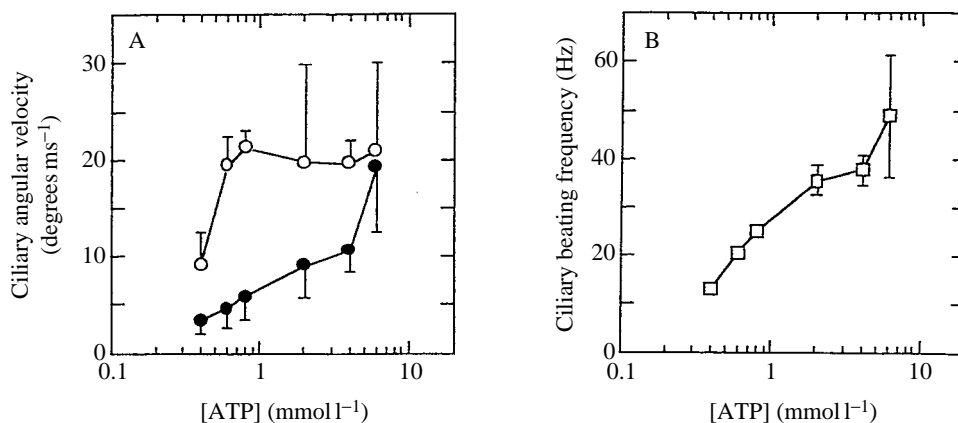 A
30
20
10
0
0.1
1
10
[ATP] (mmol l⁻¹)
Ciliary angular velocity
(degrees ms⁻¹)
B
60
40
20
0
0.1
1
10
[ATP] (mmol l⁻¹)
Ciliary beating frequency (Hz)